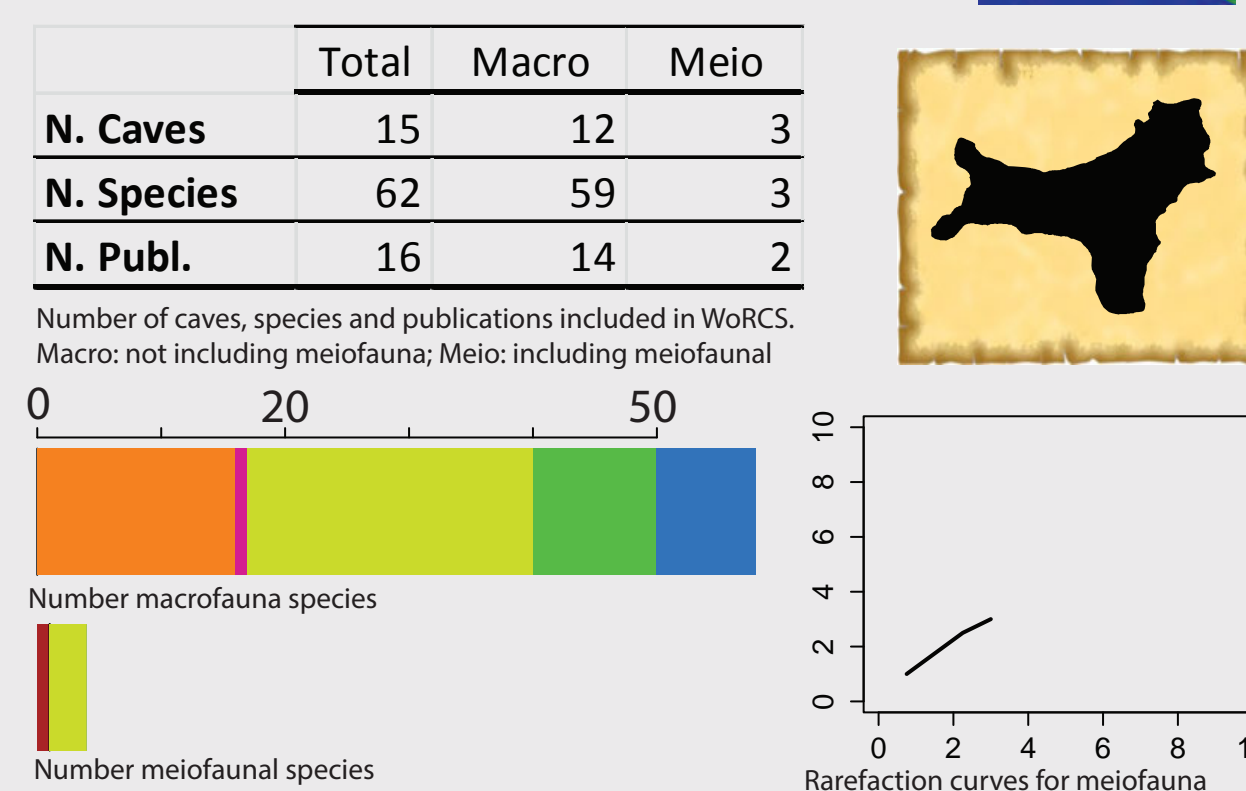 Total Macro Meio
N. Caves 15 12 3
N. Species 62 59 3
N. Publ. 16 14 2
Number of caves, species and publications included in WoRCS.
Macro: not including meiofauna; Meio: including meiofaunal
0 20 50
Number macrofauna species
Number meiofaunal species
10
8
6
4
2
0
0 2 4 6 8
Rarefaction curves for meiofauna